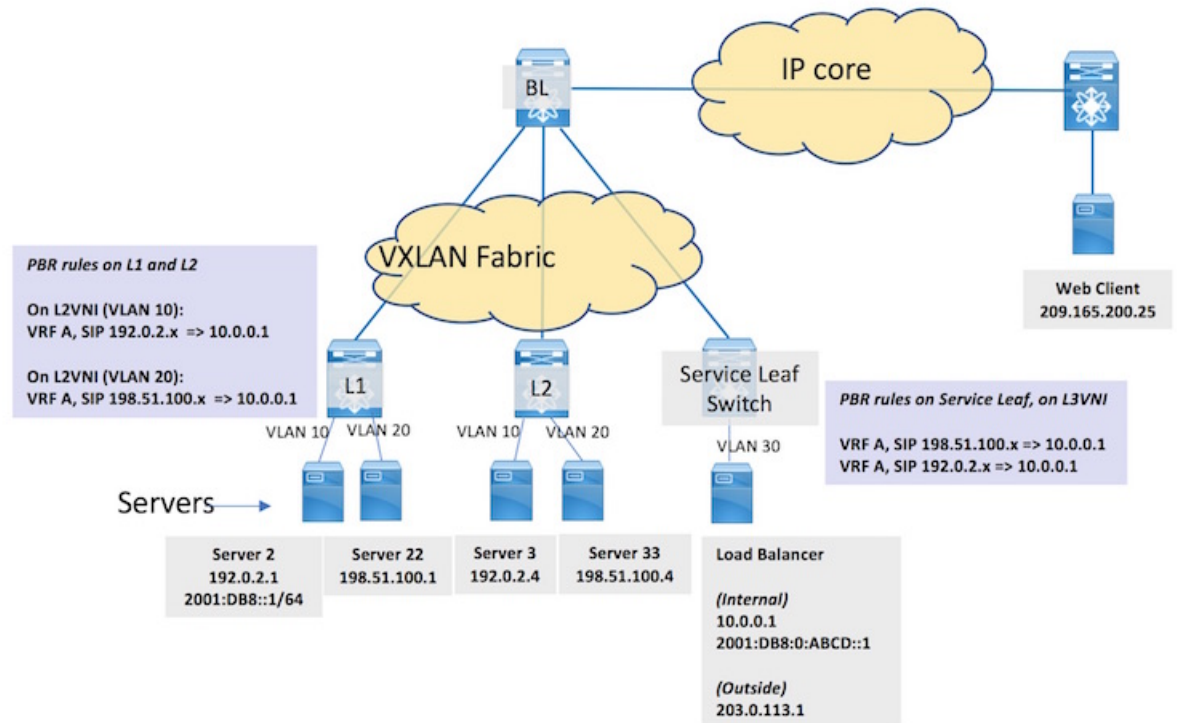 IP core
BL
VXLAN Fabric
Web Client
209.165.200.25
PBR rules on L1 and L2
On L2VNI (VLAN 10):
VRF A, SIP 192.0.2.x => 10.0.0.1
On L2VNI (VLAN 20):
VRF A, SIP 198.51.100.x => 10.0.0.1
L1
L2
Service Leaf
Switch
PBR rules on Service Leaf, on L3VNI
VRF A, SIP 198.51.100.x => 10.0.0.1
VRF A, SIP 192.0.2.x => 10.0.0.1
VLAN 10
VLAN 20
VLAN 10
VLAN 20
VLAN 30
Servers
Server 2
192.0.2.1
2001:DB8::1/64
Server 22
198.51.100.1
Server 3
192.0.2.4
Server 33
198.51.100.4
Load Balancer
(Internal)
10.0.0.1
2001:DB8:0:ABCD::1
(Outside)
203.0.113.1